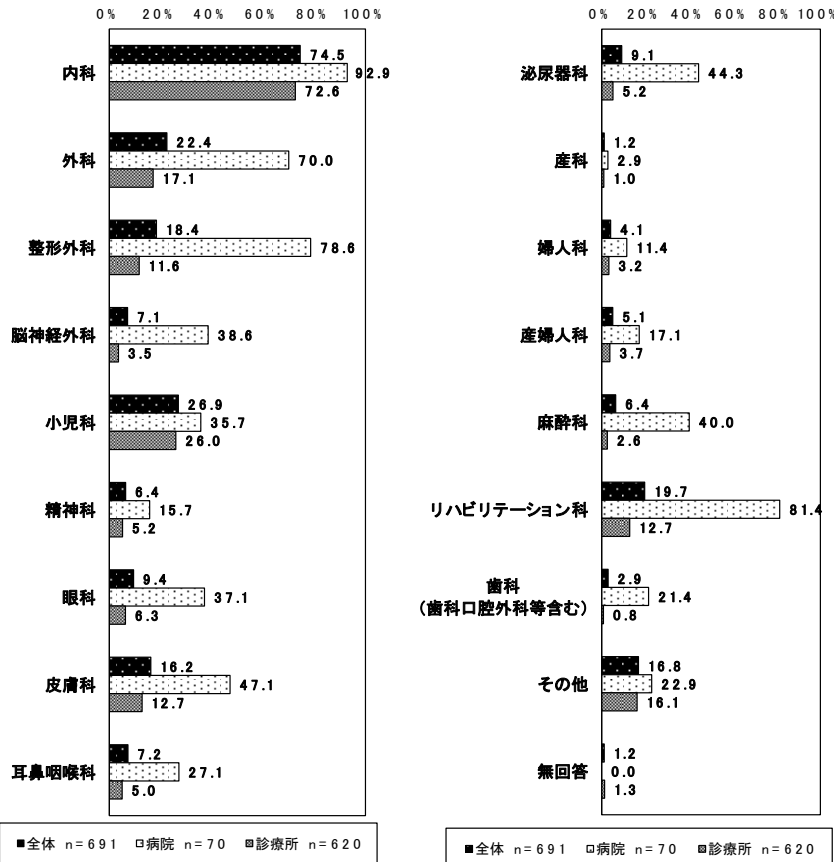 0% 20% 40% 60% 80% 100%
内科
74.5
92.9
72.6
外科
22.4
70.0
17.1
整形外科
18.4
78.6
11.6
脳神経外科
7.1
38.6
3.5
小児科
26.9
35.7
26.0
精神科
6.4
15.7
5.2
眼科
9.4
37.1
6.3
皮膚科
16.2
47.1
12.7
耳鼻咽喉科
7.2
27.1
5.0
■全体 n=691 □病院 n=70 ■診療所 n=620
0% 20% 40% 60% 80% 100%
泌尿器科
9.1
44.3
5.2
産科
1.2
2.9
1.0
婦人科
4.1
11.4
3.2
産婦人科
5.1
17.1
3.7
麻酔科
6.4
40.0
2.6
リハビリテーション科
19.7
81.4
12.7
歯科
（歯科口腔外科等含む）
2.9
21.4
0.8
その他
16.8
22.9
16.1
無回答
1.2
0.0
1.3
■全体 n=691 □病院 n=70 ■診療所 n=620